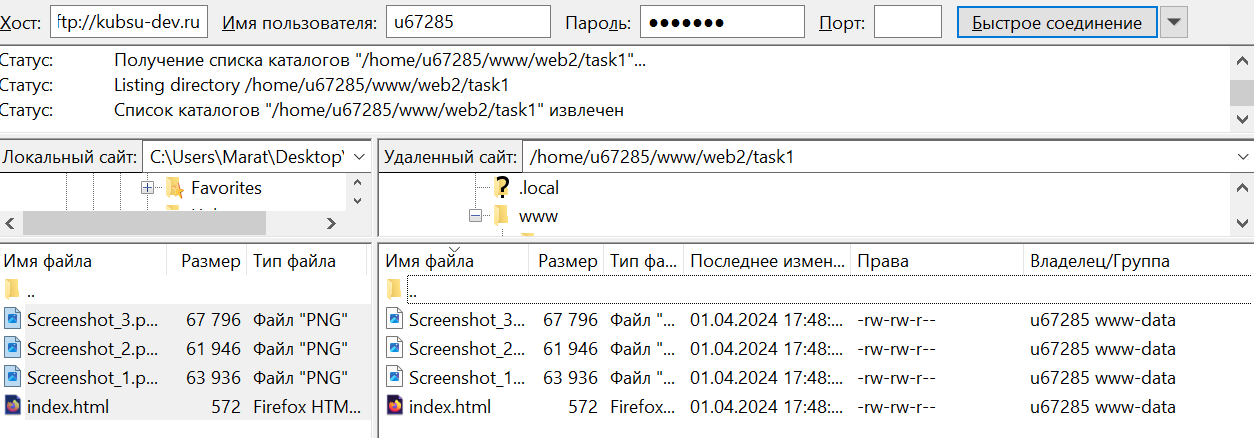 Хост: ftp://kubsu-dev.ru Имя пользователя: u67285 Пароль: ●●●●●●● Порт: Быстрое соединение
Статус: Получение списка каталогов "/home/u67285/www/web2/task1"...
Статус: Listing directory /home/u67285/www/web2/task1
Статус: Список каталогов "/home/u67285/www/web2/task1" извлечен
Локальный сайт: C:\Users\Marat\Desktop\ Удаленный сайт: /home/u67285/www/web2/task1
Favorites .local
www
Имя файла Размер Тип файла Имя файла Размер Тип фа... Последнее измен... Права Владелец/Группа
.. ..
Screenshot_3.p... 67 796 Файл "PNG" Screenshot_3... 67 796 Файл "... 01.04.2024 17:48:... -rw-rw-r-- u67285 www-data
Screenshot_2.p... 61 946 Файл "PNG" Screenshot_2... 61 946 Файл "... 01.04.2024 17:48:... -rw-rw-r-- u67285 www-data
Screenshot_1.p... 63 936 Файл "PNG" Screenshot_1... 63 936 Файл "... 01.04.2024 17:48:... -rw-rw-r-- u67285 www-data
index.html 572 Firefox HTM... index.html 572 Firefox... 01.04.2024 17:48:... -rw-rw-r-- u67285 www-data